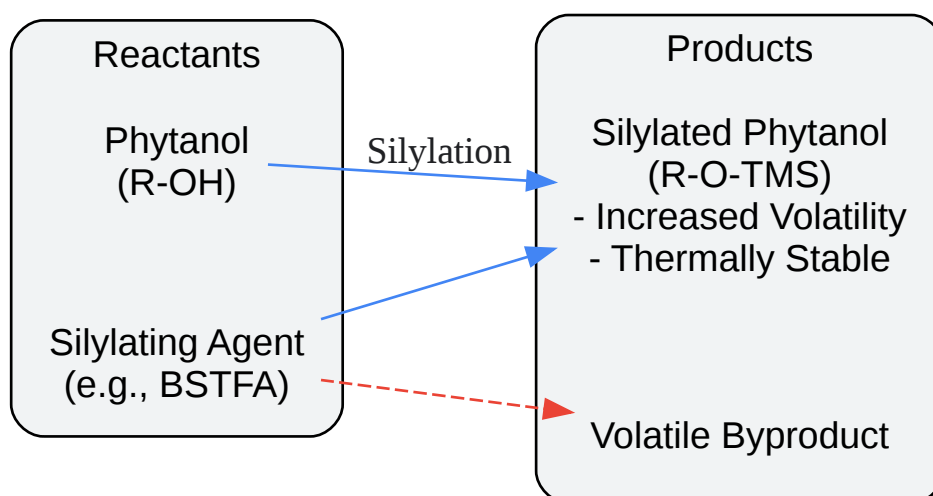 Reactants
Phytanol
(R-OH)
Silylating Agent
(e.g., BSTFA)
Silylation
Products
Silylated Phytanol
(R-O-TMS)
- Increased Volatility
- Thermally Stable
Volatile Byproduct